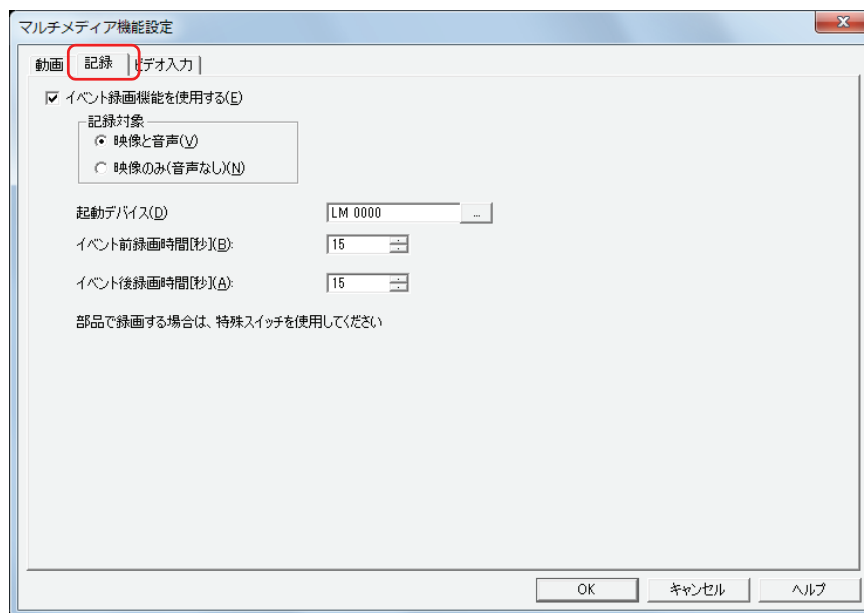 マルチメディア機能設定
動画 記録 ビデオ入力
イベント録画機能を使用する(E)
記録対象
映像と音声(V)
映像のみ(音声なし)(N)
起動デバイス(D) LM 0000 ...
イベント前録画時間[秒](B): 15
イベント後録画時間[秒](A): 15
部品で録画する場合は、特殊スイッチを使用してください
OK キャンセル ヘルプ